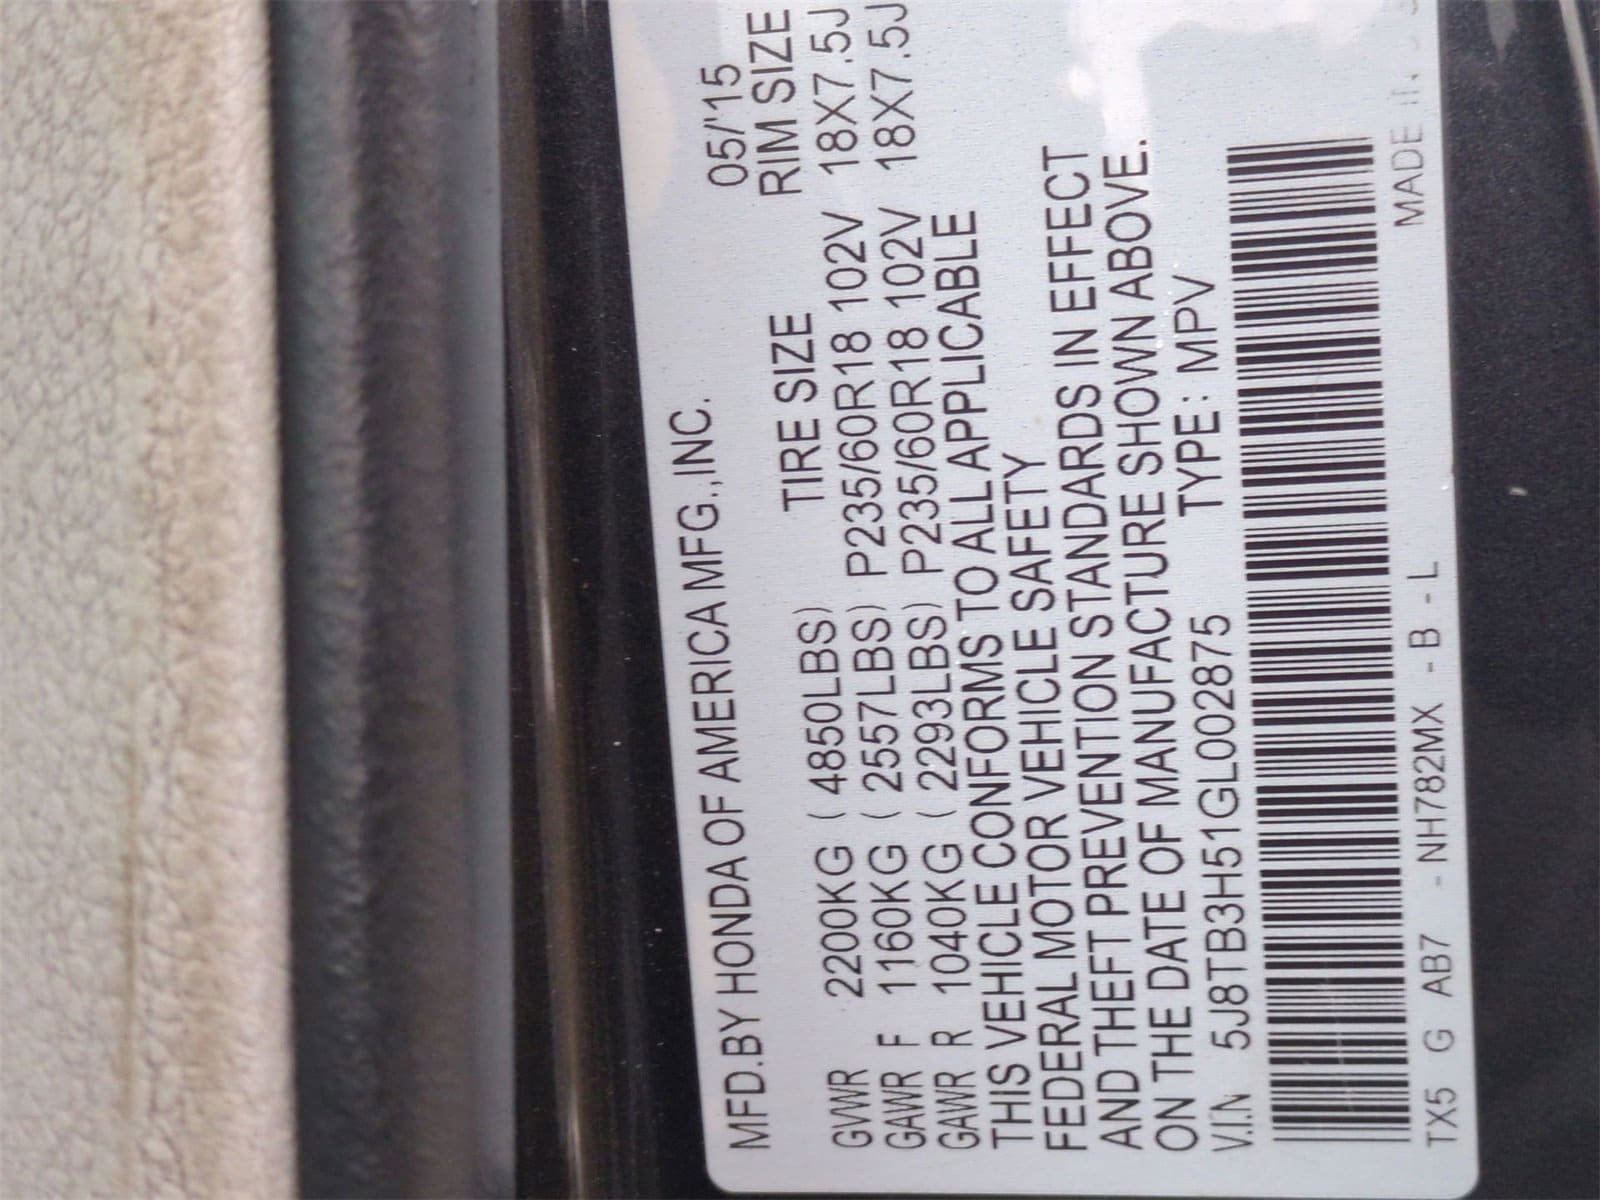 MFD.BY HONDA OF AMERICA MFG.,INC. 05/'15
TIRE SIZE RIM SIZE
GVWR 2200KG ( 4850LBS)
GAWR F 1160KG ( 2557LBS) P235/60R18 102V 18X7.5J
GAWR R 1040KG ( 2293LBS) P235/60R18 102V 18X7.5J
THIS VEHICLE CONFORMS TO ALL APPLICABLE
FEDERAL MOTOR VEHICLE SAFETY
AND THEFT PREVENTION STANDARDS IN EFFECT
ON THE DATE OF MANUFACTURE SHOWN ABOVE.
V.I.N 5J8TB3H51GL002875 TYPE: MPV
TX5 G AB7 - NH782MX - B - L MADE